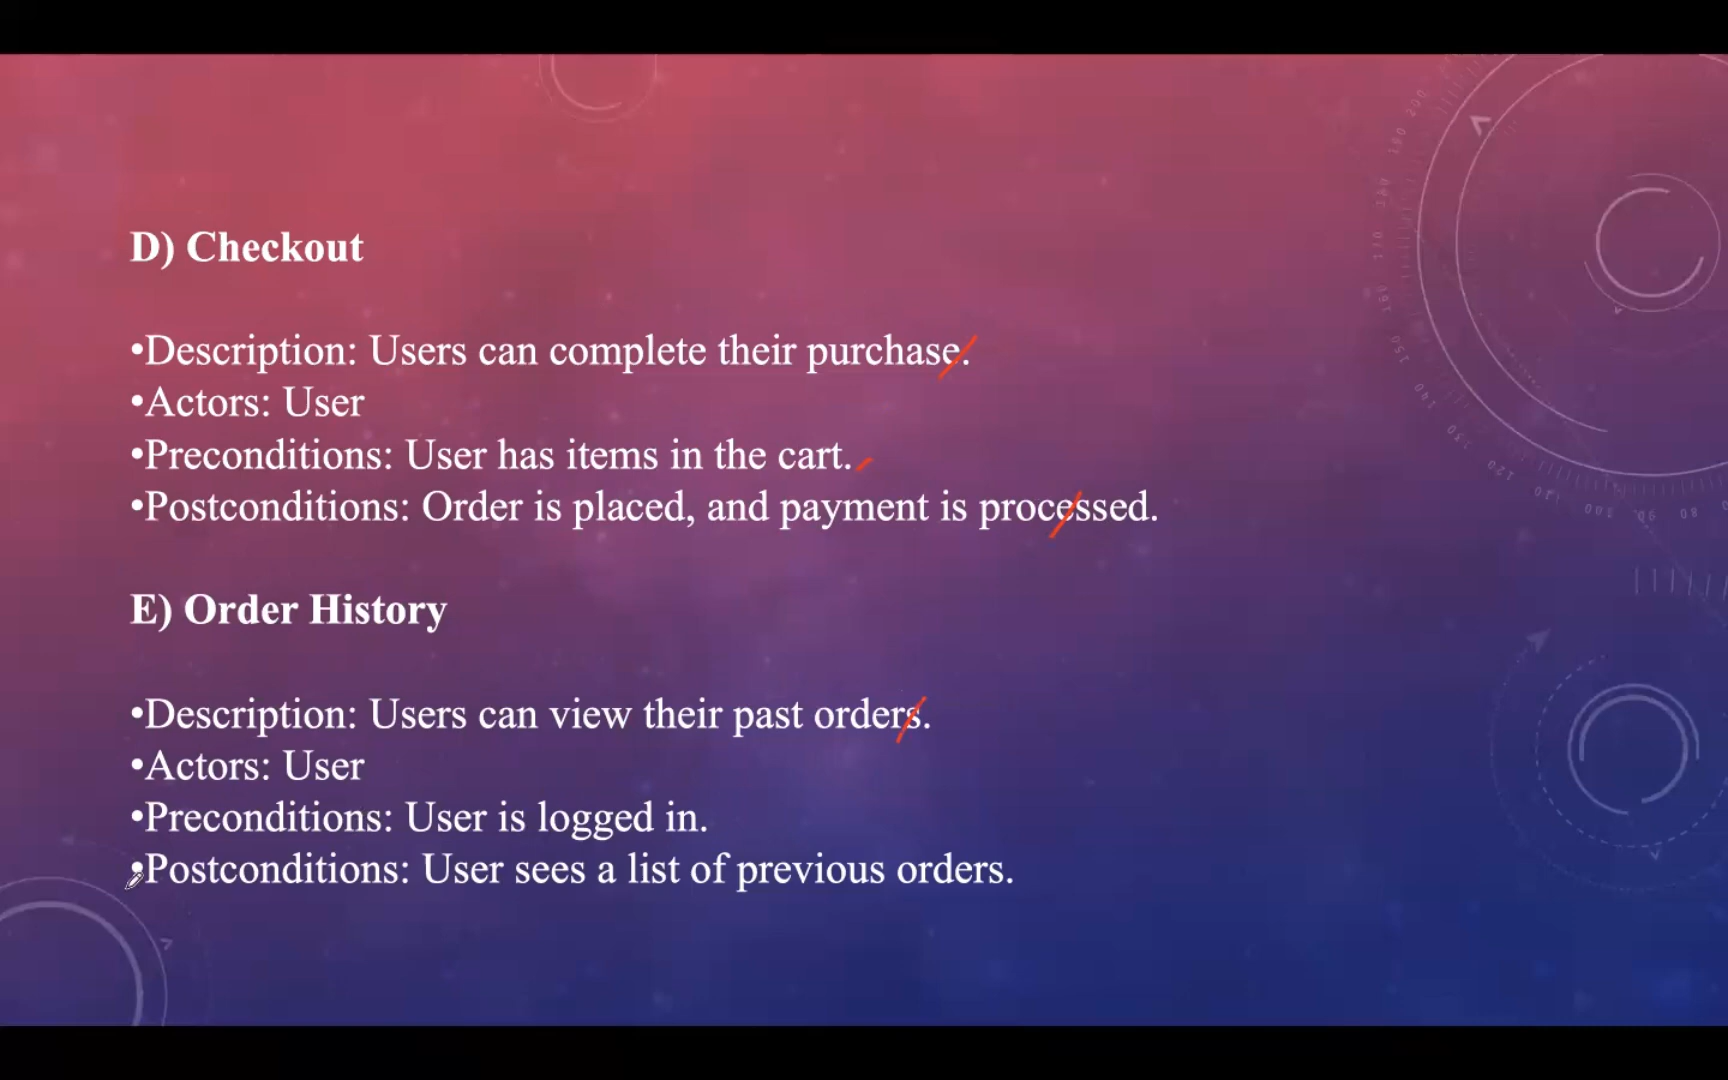 D) Checkout
•Description: Users can complete their purchase.
•Actors: User
•Preconditions: User has items in the cart.
•Postconditions: Order is placed, and payment is processed.
E) Order History
•Description: Users can view their past orders.
•Actors: User
•Preconditions: User is logged in.
•Postconditions: User sees a list of previous orders.